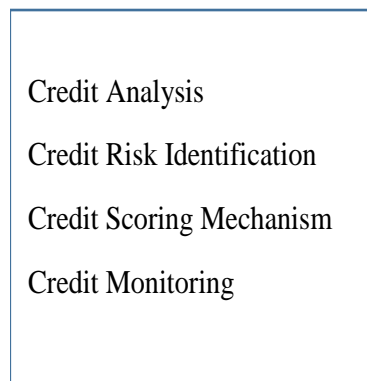 Credit Analysis
Credit Risk Identification
Credit Scoring Mechanism
Credit Monitoring